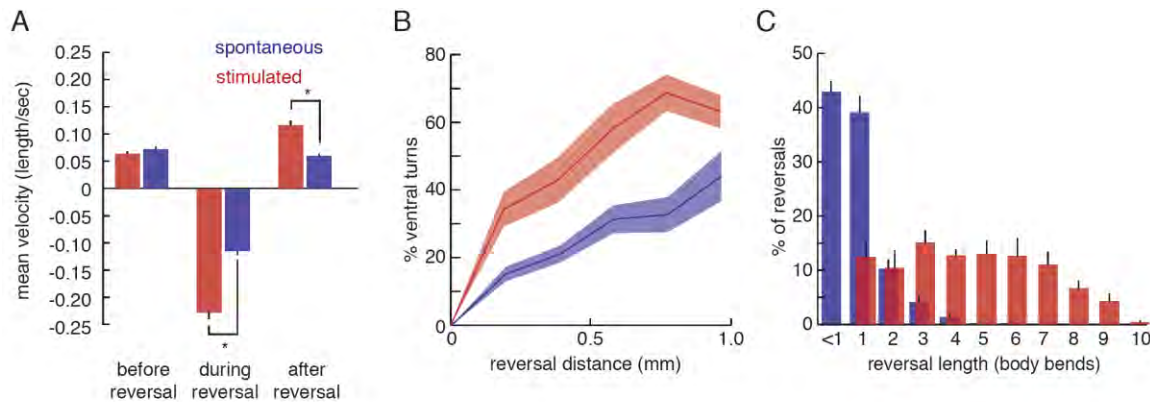 A
0.25
0.20
0.15
0.10
0.05
0
-0.05
-0.10
-0.15
-0.20
-0.25
mean velocity (length/sec)
spontaneous
stimulated
*
*
before reversal
during reversal
after reversal
B
80
60
40
20
0
% ventral turns
0
0.5
1.0
reversal distance (mm)
C
50
40
30
20
10
0
% of reversals
<1
1
2
3
4
5
6
7
8
9
10
reversal length (body bends)